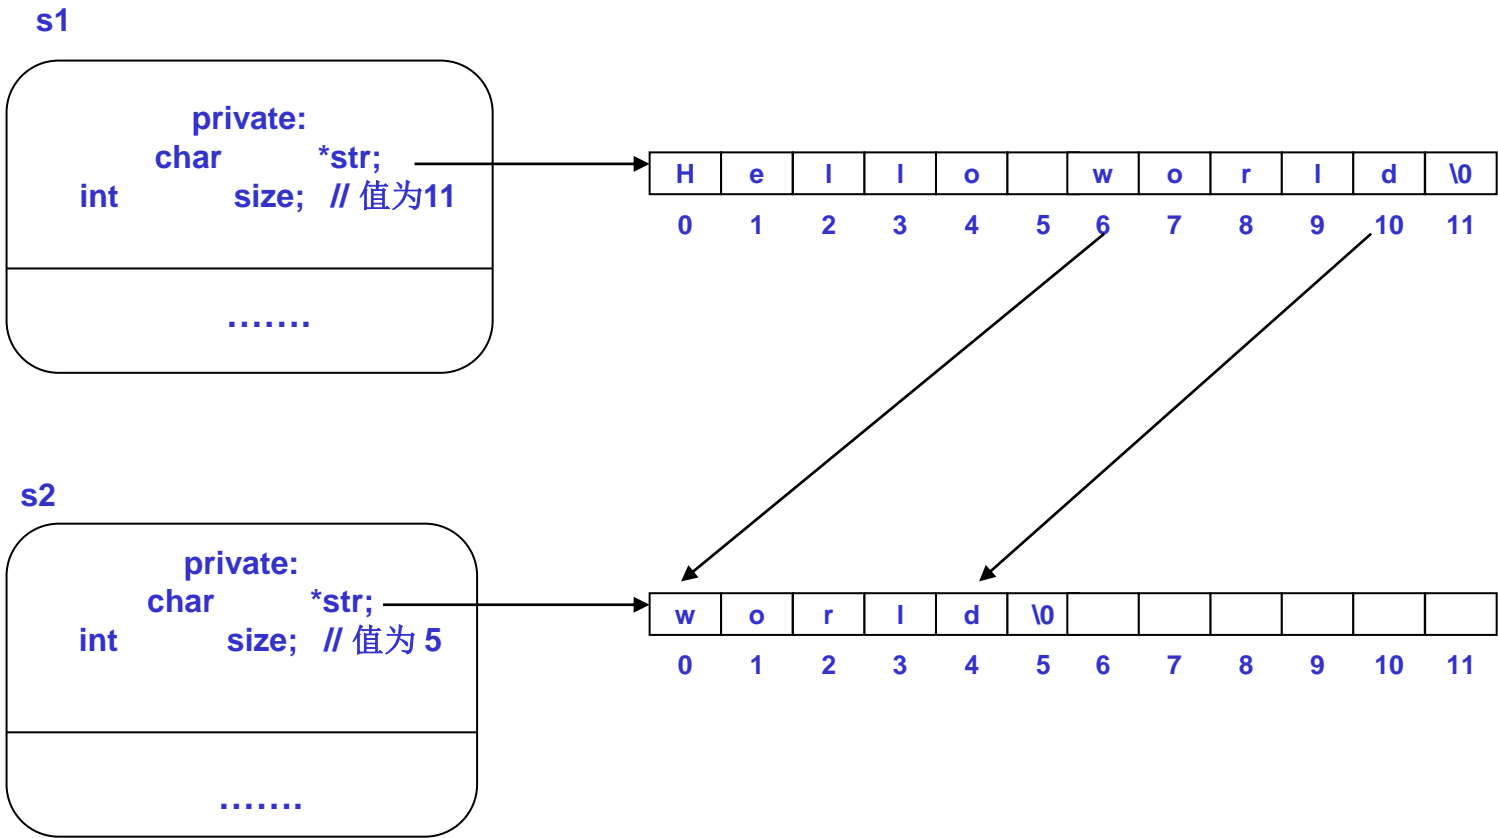 s1
private:
char *str;
int size; // 值为11
.......
H e l l o w o r l d \0
0 1 2 3 4 5 6 7 8 9 10 11
s2
private:
char *str;
int size; // 值为 5
.......
w o r l d \0
0 1 2 3 4 5 6 7 8 9 10 11